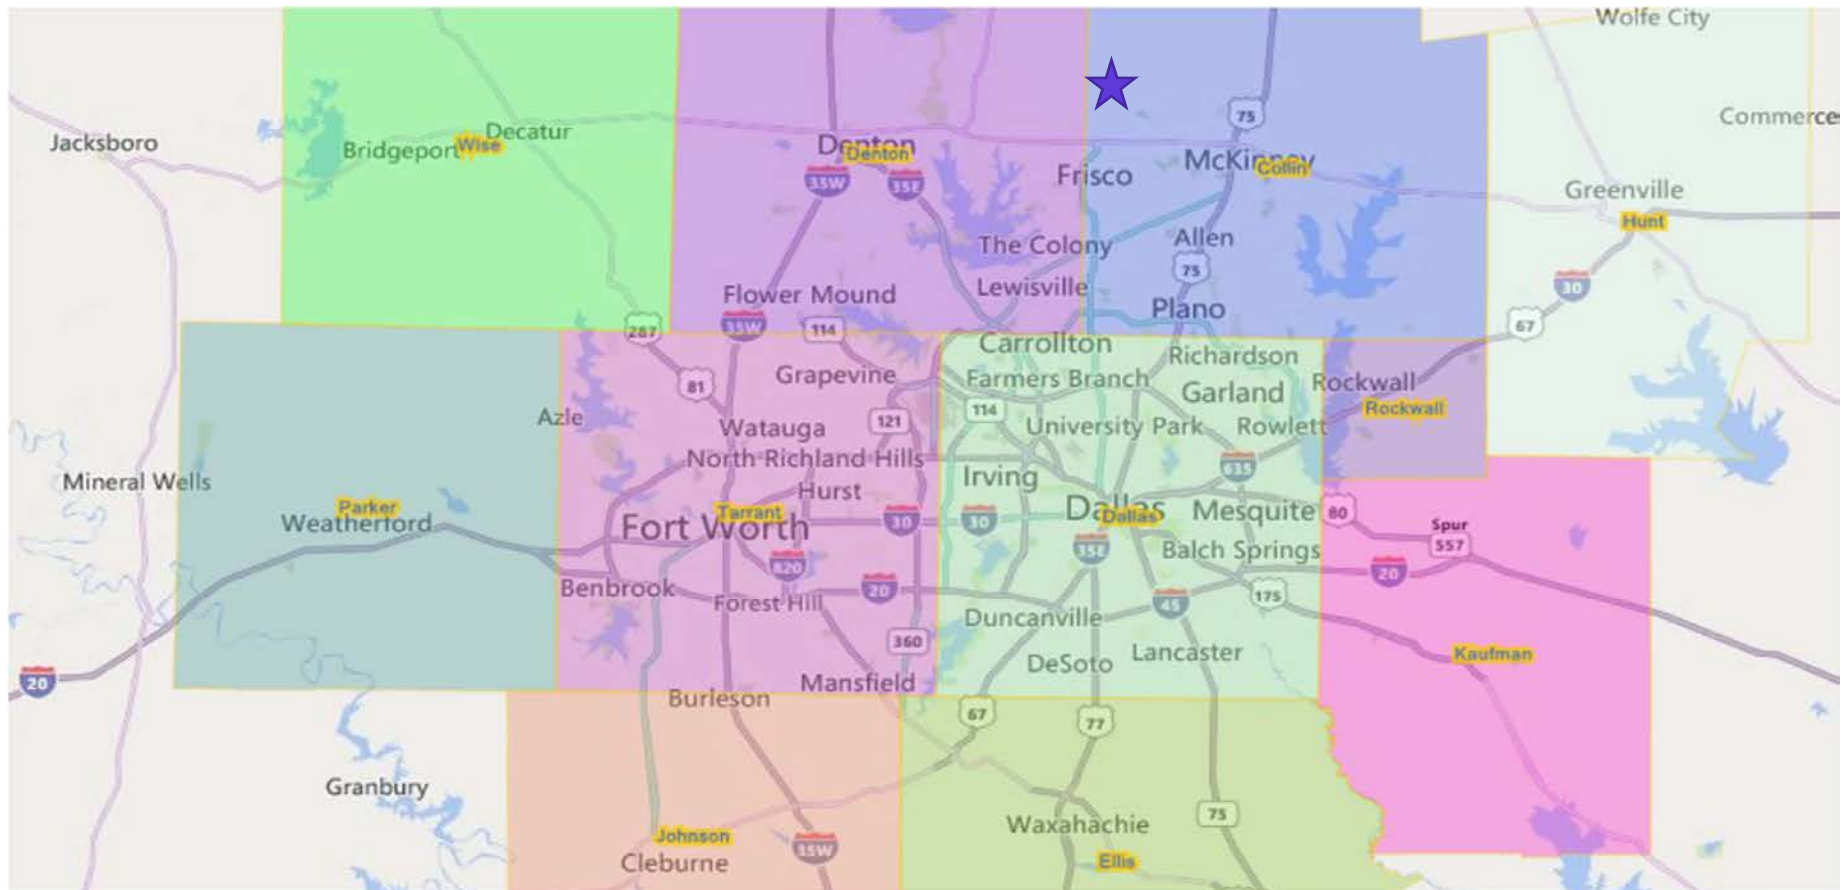 Wolfe City
75
Commerce
Jacksboro
Decatur
Bridgeport
Wise
Denton
Denton
McKinney
Collin
35W
35E
Frisco
Greenville
Hunt
The Colony
Allen
75
Lewisville
30
Flower Mound
Plano
287
35W
114
67
Carrollton
Richardson
Grapevine
81
Farmers Branch
Garland
Rockwall
Rockwall
Azle
121
114
Watauga
University Park
Rowlett
North Richland Hills
635
Mineral Wells
Irving
Hurst
Parker
Weatherford
Tarrant
Fort Worth
30
30
Dallas
Dallas
Mesquite
80
Spur
557
35E
Balch Springs
820
20
Benbrook
20
175
Forest Hill
45
Duncanville
360
Kaufman
DeSoto
Lancaster
20
Mansfield
Burleson
67
77
Granbury
75
Waxahachie
Johnson
35W
Cleburne
Ellis